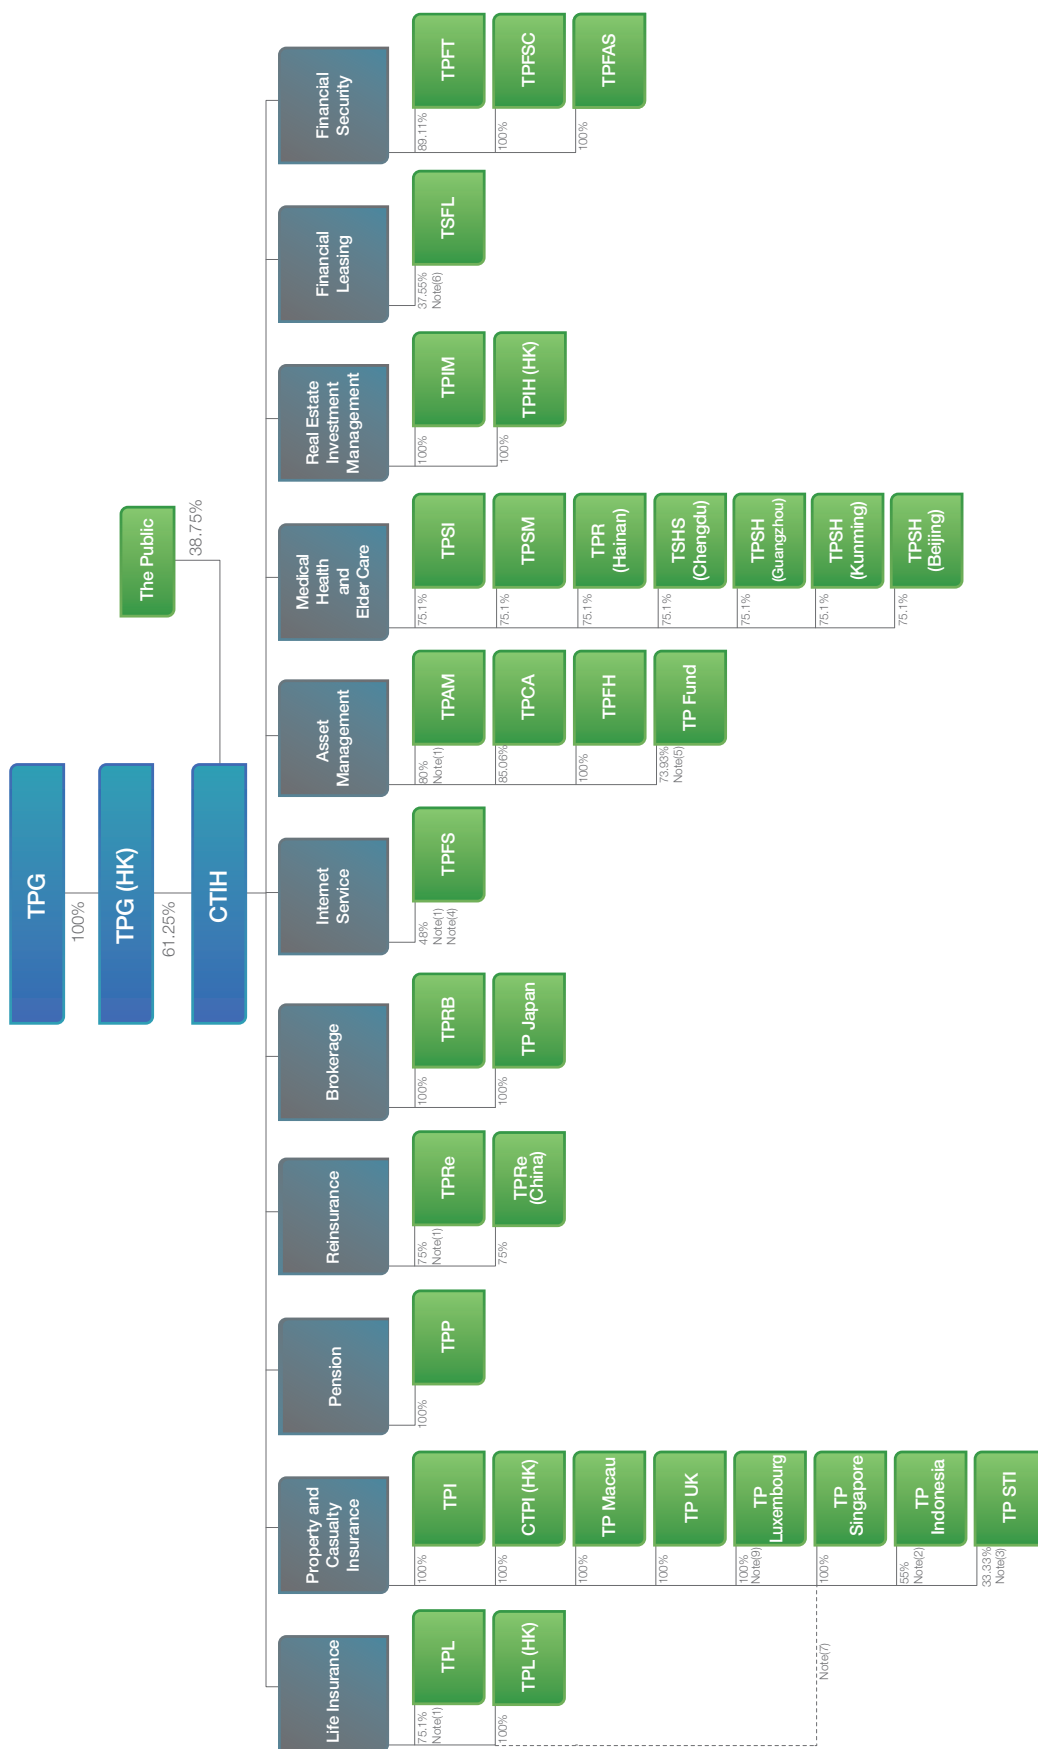 TPG
100%
TPG (HK)
61.25%
The Public
38.75%
CTIH
Life Insurance
75.1%
Note(1)
TPL
100%
TPL (HK)
Note(7)
Property and
Casualty
Insurance
100%
TPI
100%
CTPI (HK)
100%
TP Macau
100%
TP UK
100%
Note(9)
TP
Luxembourg
100%
TP
Singapore
55%
Note(2)
TP
Indonesia
33.33%
Note(3)
TP STI
Pension
100%
TPP
Reinsurance
75%
Note(1)
TPRe
75%
TPRe
(China)
Brokerage
100%
TPRB
100%
TP Japan
Internet
Service
48%
Note(1)
Note(4)
TPFS
Asset
Management
80%
Note(1)
TPAM
85.06%
TPCA
100%
TPFH
73.93%
Note(5)
TP Fund
Medical
Health
and
Elder Care
75.1%
TPSI
75.1%
TPSM
75.1%
TPR
(Hainan)
75.1%
TSHS
(Chengdu)
75.1%
TPSH
(Guangzhou)
75.1%
TPSH
(Kunming)
75.1%
TPSH
(Beijing)
Real Estate
Investment
Management
100%
TPIM
100%
TPIH (HK)
Financial
Leasing
37.55%
Note(6)
TSFL
Financial
Security
89.11%
TPFT
100%
TPFSC
100%
TPFAS